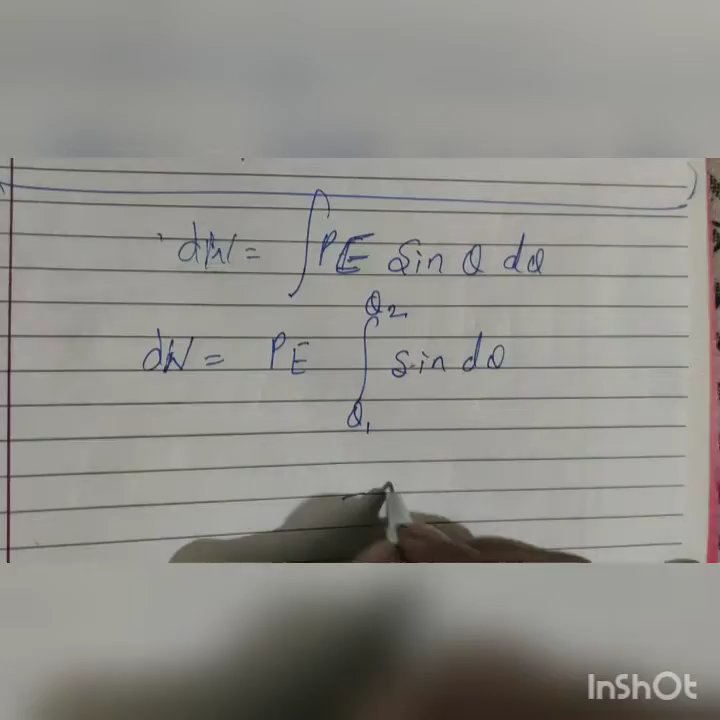 dW = ∫PE Sin θ dθ
θ2
dW = PE ∫ sin dθ
θ1
InShOt